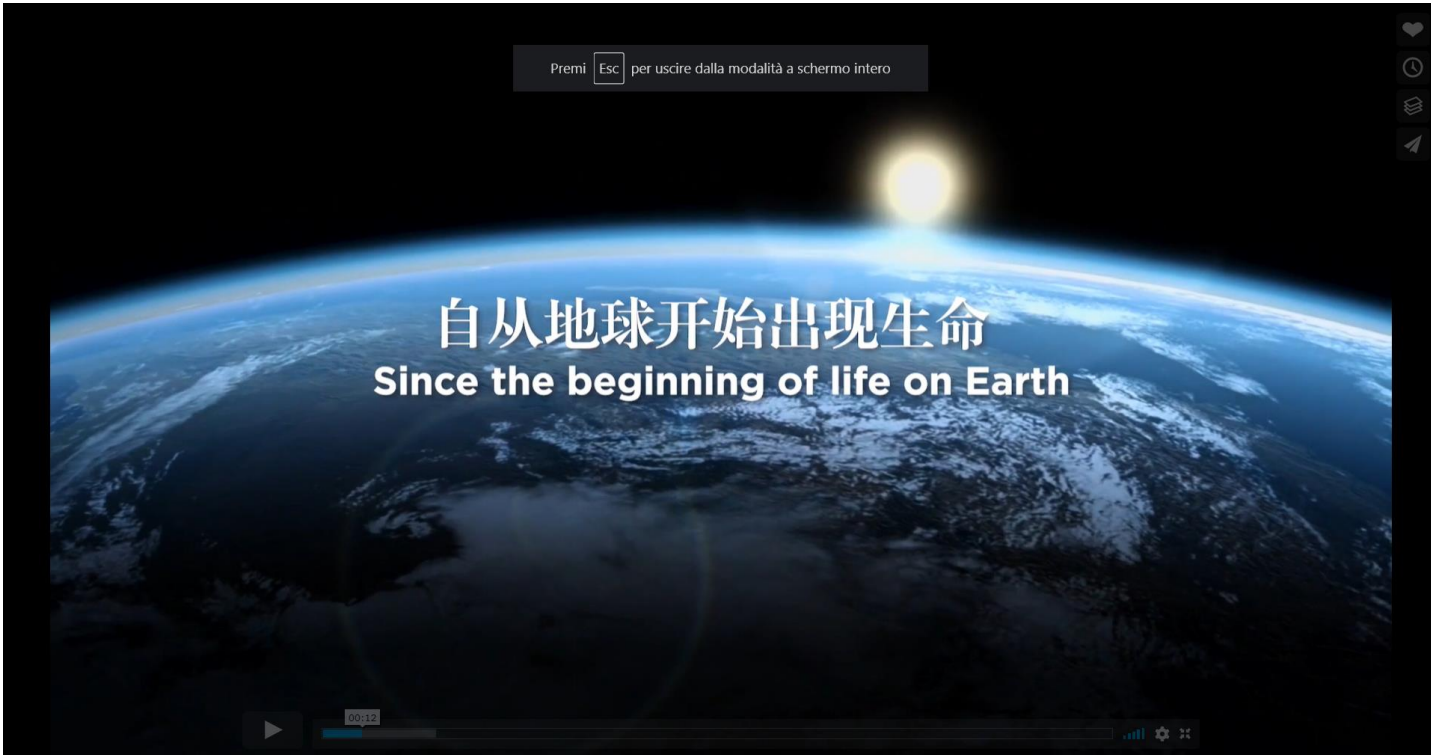 Premi Esc per uscire dalla modalità a schermo intero
自从地球开始出现生命
Since the beginning of life on Earth
00:12